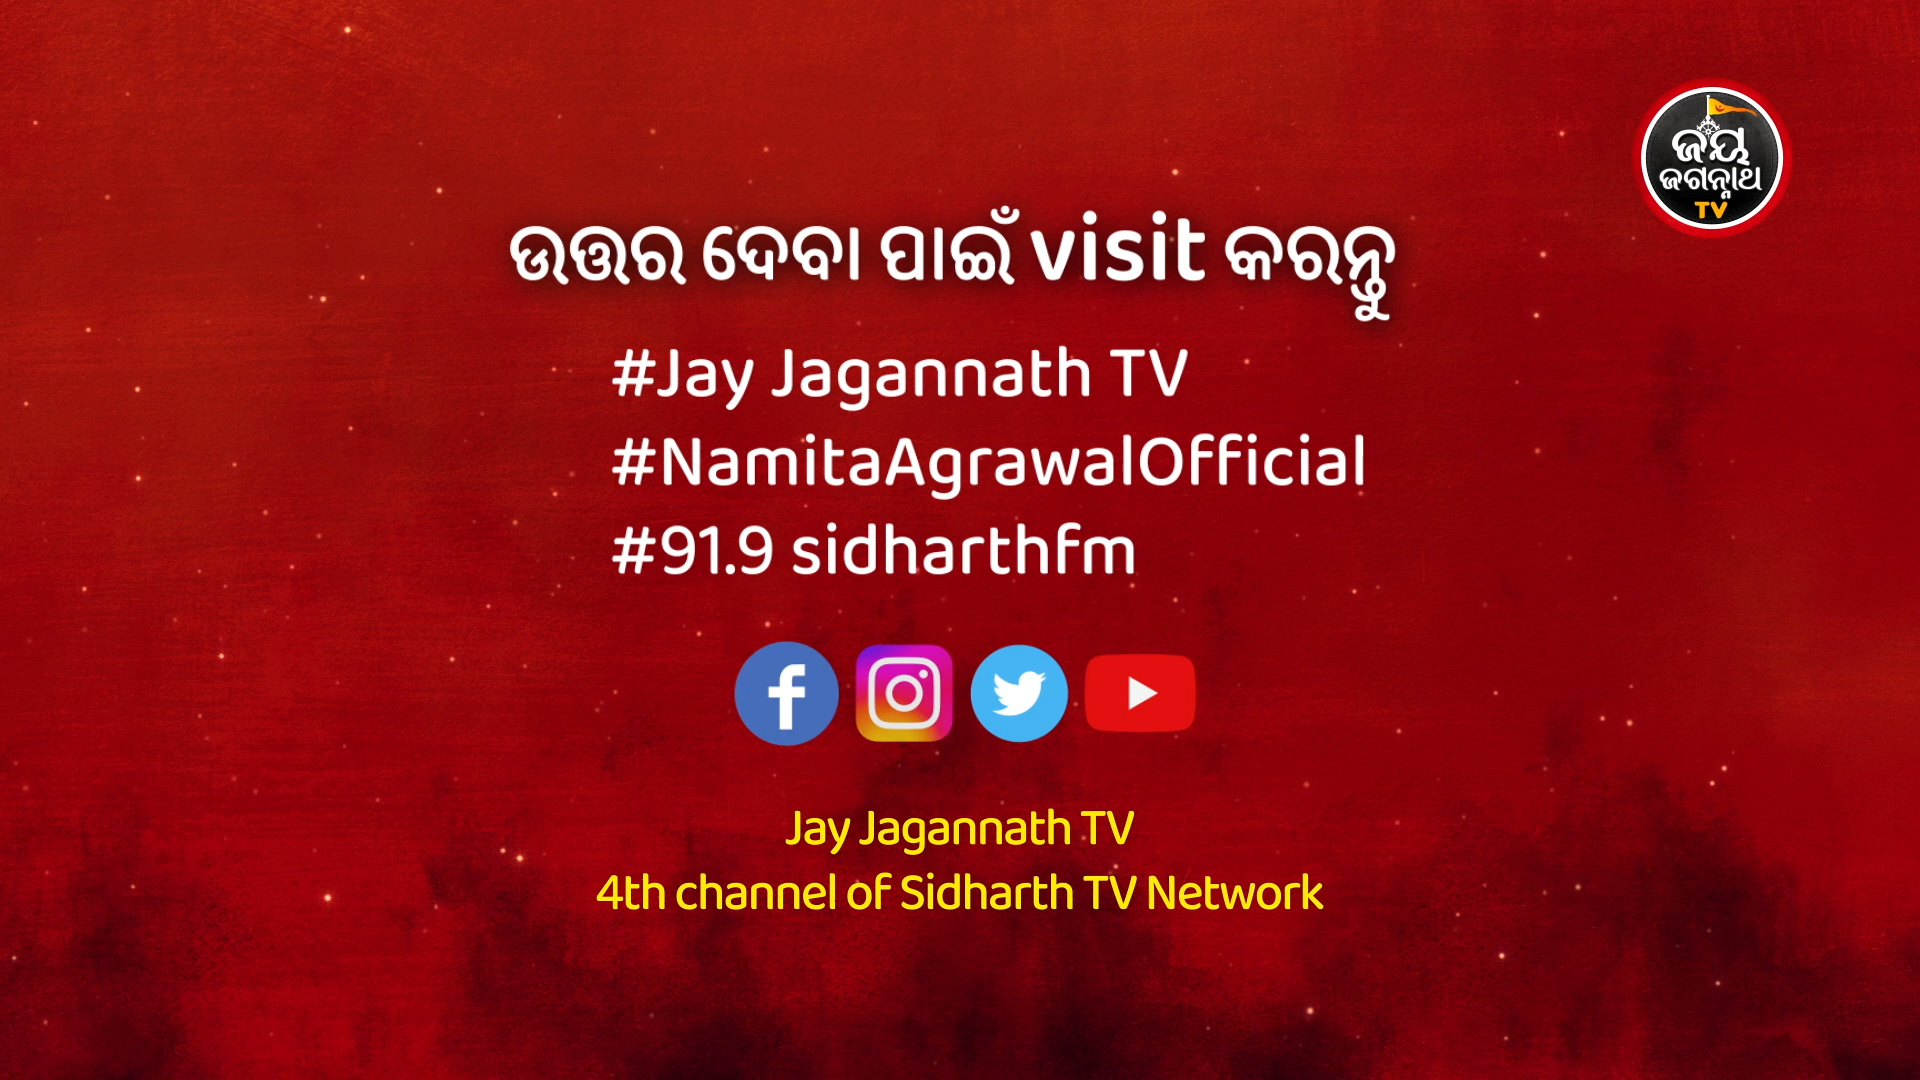 ଜୟ
ଜଗନ୍ନାଥ
TV
ଉତ୍ତର ଦେବା ପାଇଁ visit କରନ୍ତୁ
#Jay Jagannath TV
#NamitaAgrawalOfficial
#91.9 sidharthfm
Jay Jagannath TV
4th channel of Sidharth TV Network